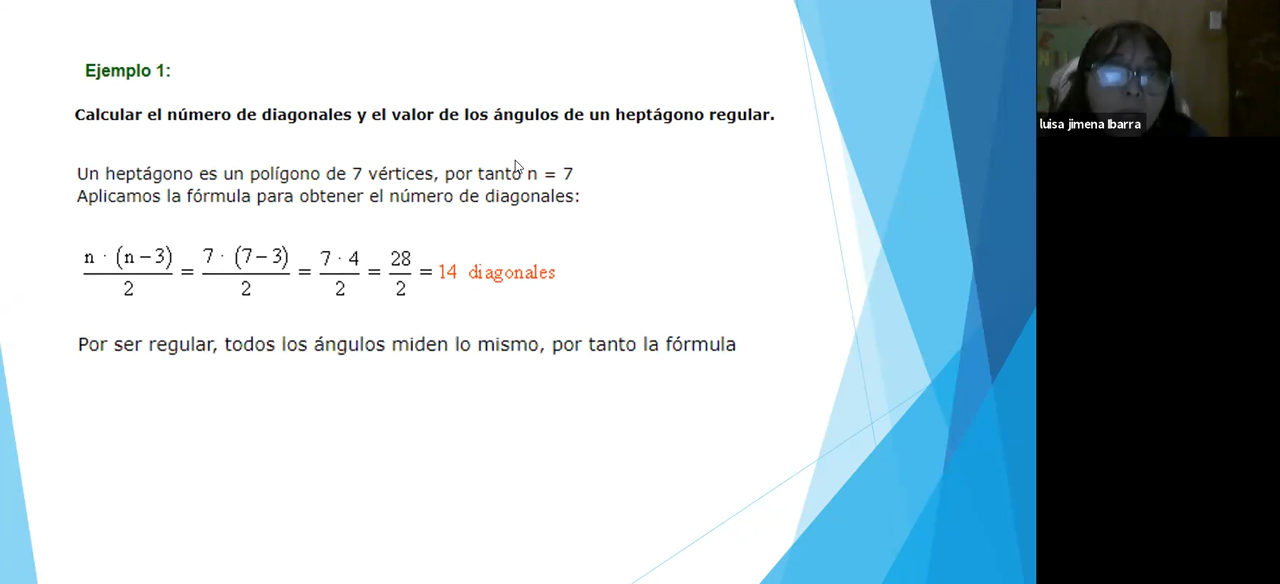 Ejemplo 1:
Calcular el número de diagonales y el valor de los ángulos de un heptágono regular.
Un heptágono es un polígono de 7 vértices, por tanto n = 7
Aplicamos la fórmula para obtener el número de diagonales:
n · (n − 3) / 2 = 7 · (7 − 3) / 2 = 7 · 4 / 2 = 28 / 2 = 14 diagonales
Por ser regular, todos los ángulos miden lo mismo, por tanto la fórmula
luisa jimena Ibarra